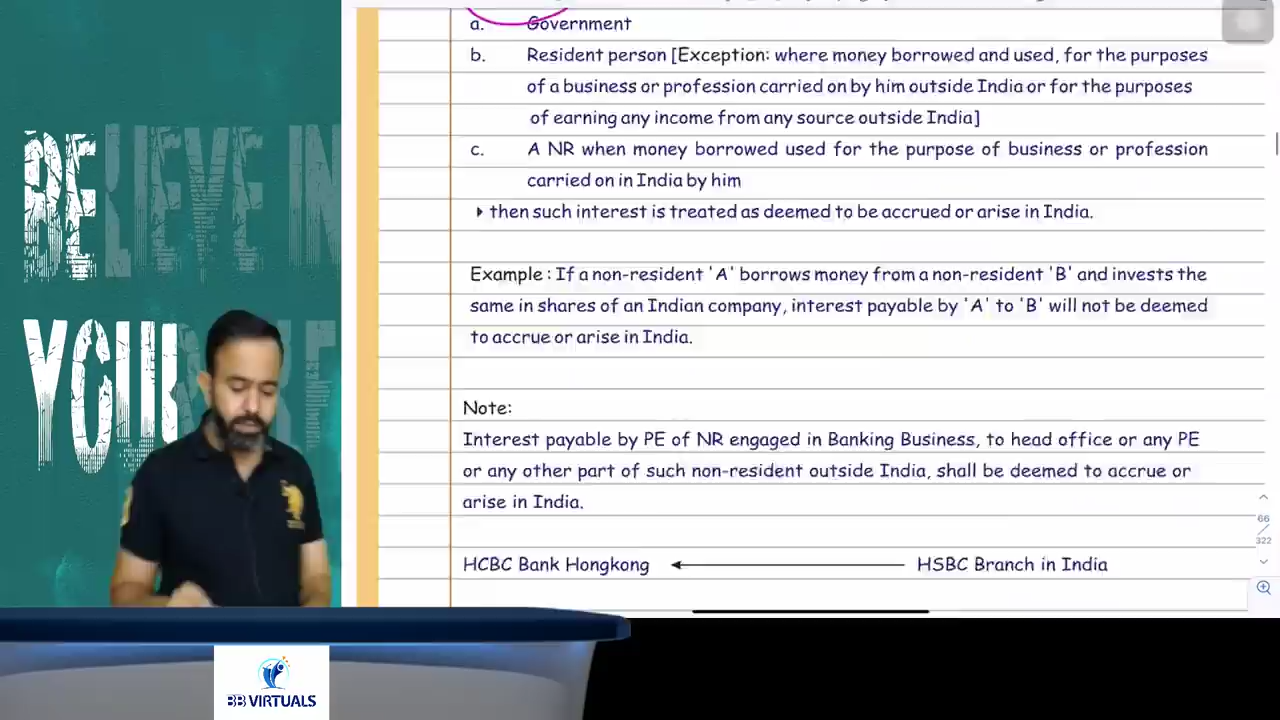 BELIEVE IN
YOURSELF
a. Government
b. Resident person [Exception: where money borrowed and used, for the purposes
of a business or profession carried on by him outside India or for the purposes
of earning any income from any source outside India]
c. A NR when money borrowed used for the purpose of business or profession
carried on in India by him
then such interest is treated as deemed to be accrued or arise in India.
Example : If a non-resident 'A' borrows money from a non-resident 'B' and invests the
same in shares of an Indian company, interest payable by 'A' to 'B' will not be deemed
to accrue or arise in India.
Note:
Interest payable by PE of NR engaged in Banking Business, to head office or any PE
or any other part of such non-resident outside India, shall be deemed to accrue or
arise in India.
66
322
HCBC Bank Hongkong HSBC Branch in India
BB VIRTUALS